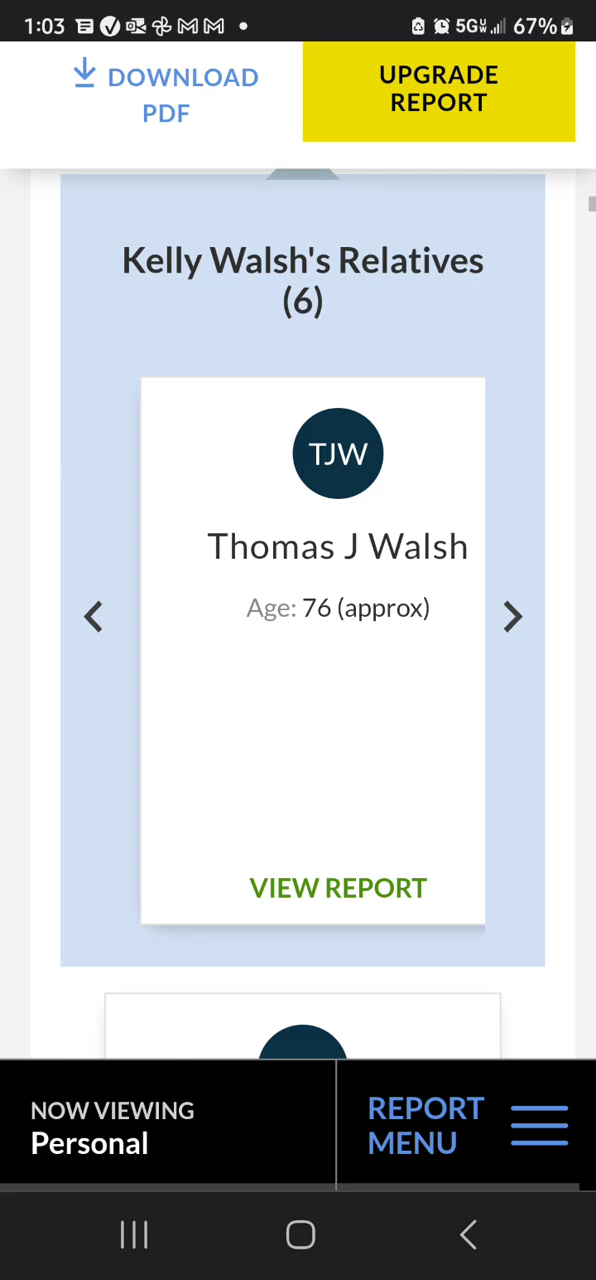 1:03 5G 67%
DOWNLOAD
PDF
UPGRADE
REPORT
Kelly Walsh's Relatives
(6)
TJW
Thomas J Walsh
Age: 76 (approx)
VIEW REPORT
NOW VIEWING
Personal
REPORT
MENU